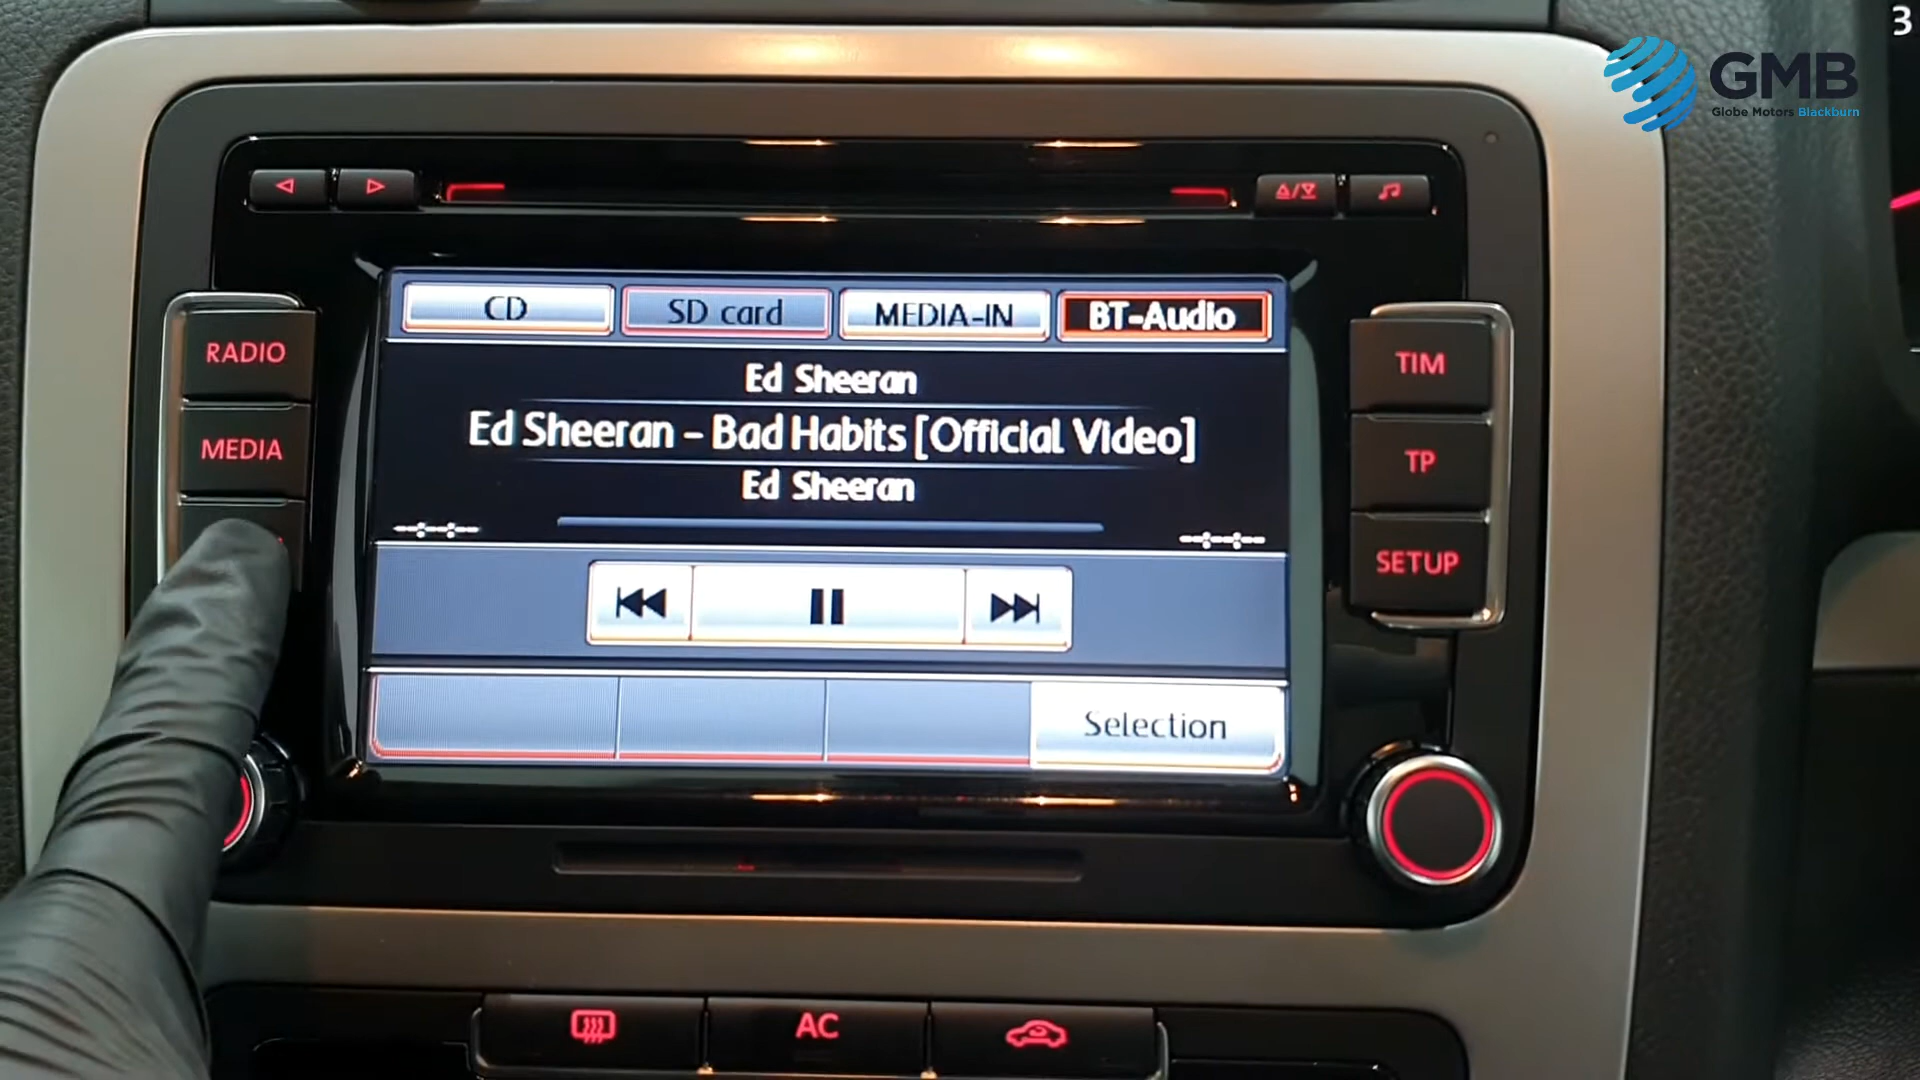 3
GMB
Globe Motors Blackburn
CD
SD card
MEDIA-IN
BT-Audio
RADIO
MEDIA
Ed Sheeran
Ed Sheeran - Bad Habits [Official Video]
Ed Sheeran
--:--:--
--:--:--
TIM
TP
SETUP
Selection
AC